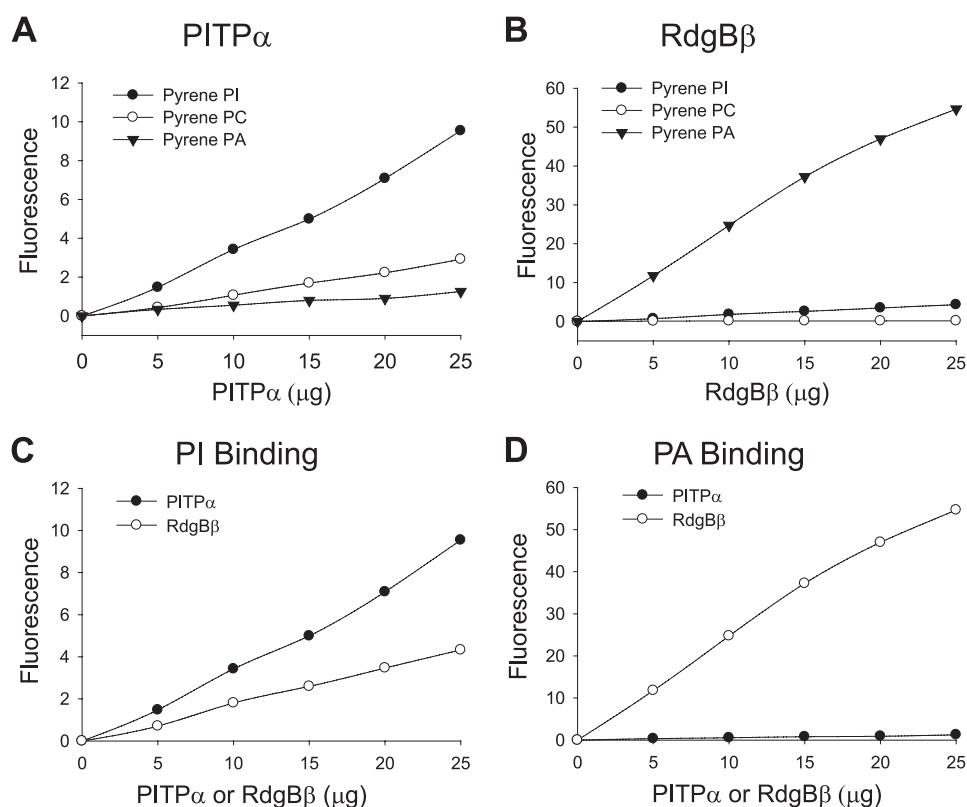 A
PITPα
12
10
8
6
4
2
0
Fluorescence
Pyrene PI
Pyrene PC
Pyrene PA
0 5 10 15 20 25
PITPα (μg)
B
RdgBβ
60
50
40
30
20
10
0
Fluorescence
Pyrene PI
Pyrene PC
Pyrene PA
0 5 10 15 20 25
RdgBβ (μg)
C
PI Binding
12
10
8
6
4
2
0
Fluorescence
PITPα
RdgBβ
0 5 10 15 20 25
PITPα or RdgBβ (μg)
D
PA Binding
60
50
40
30
20
10
0
Fluorescence
PITPα
RdgBβ
0 5 10 15 20 25
PITPα or RdgBβ (μg)